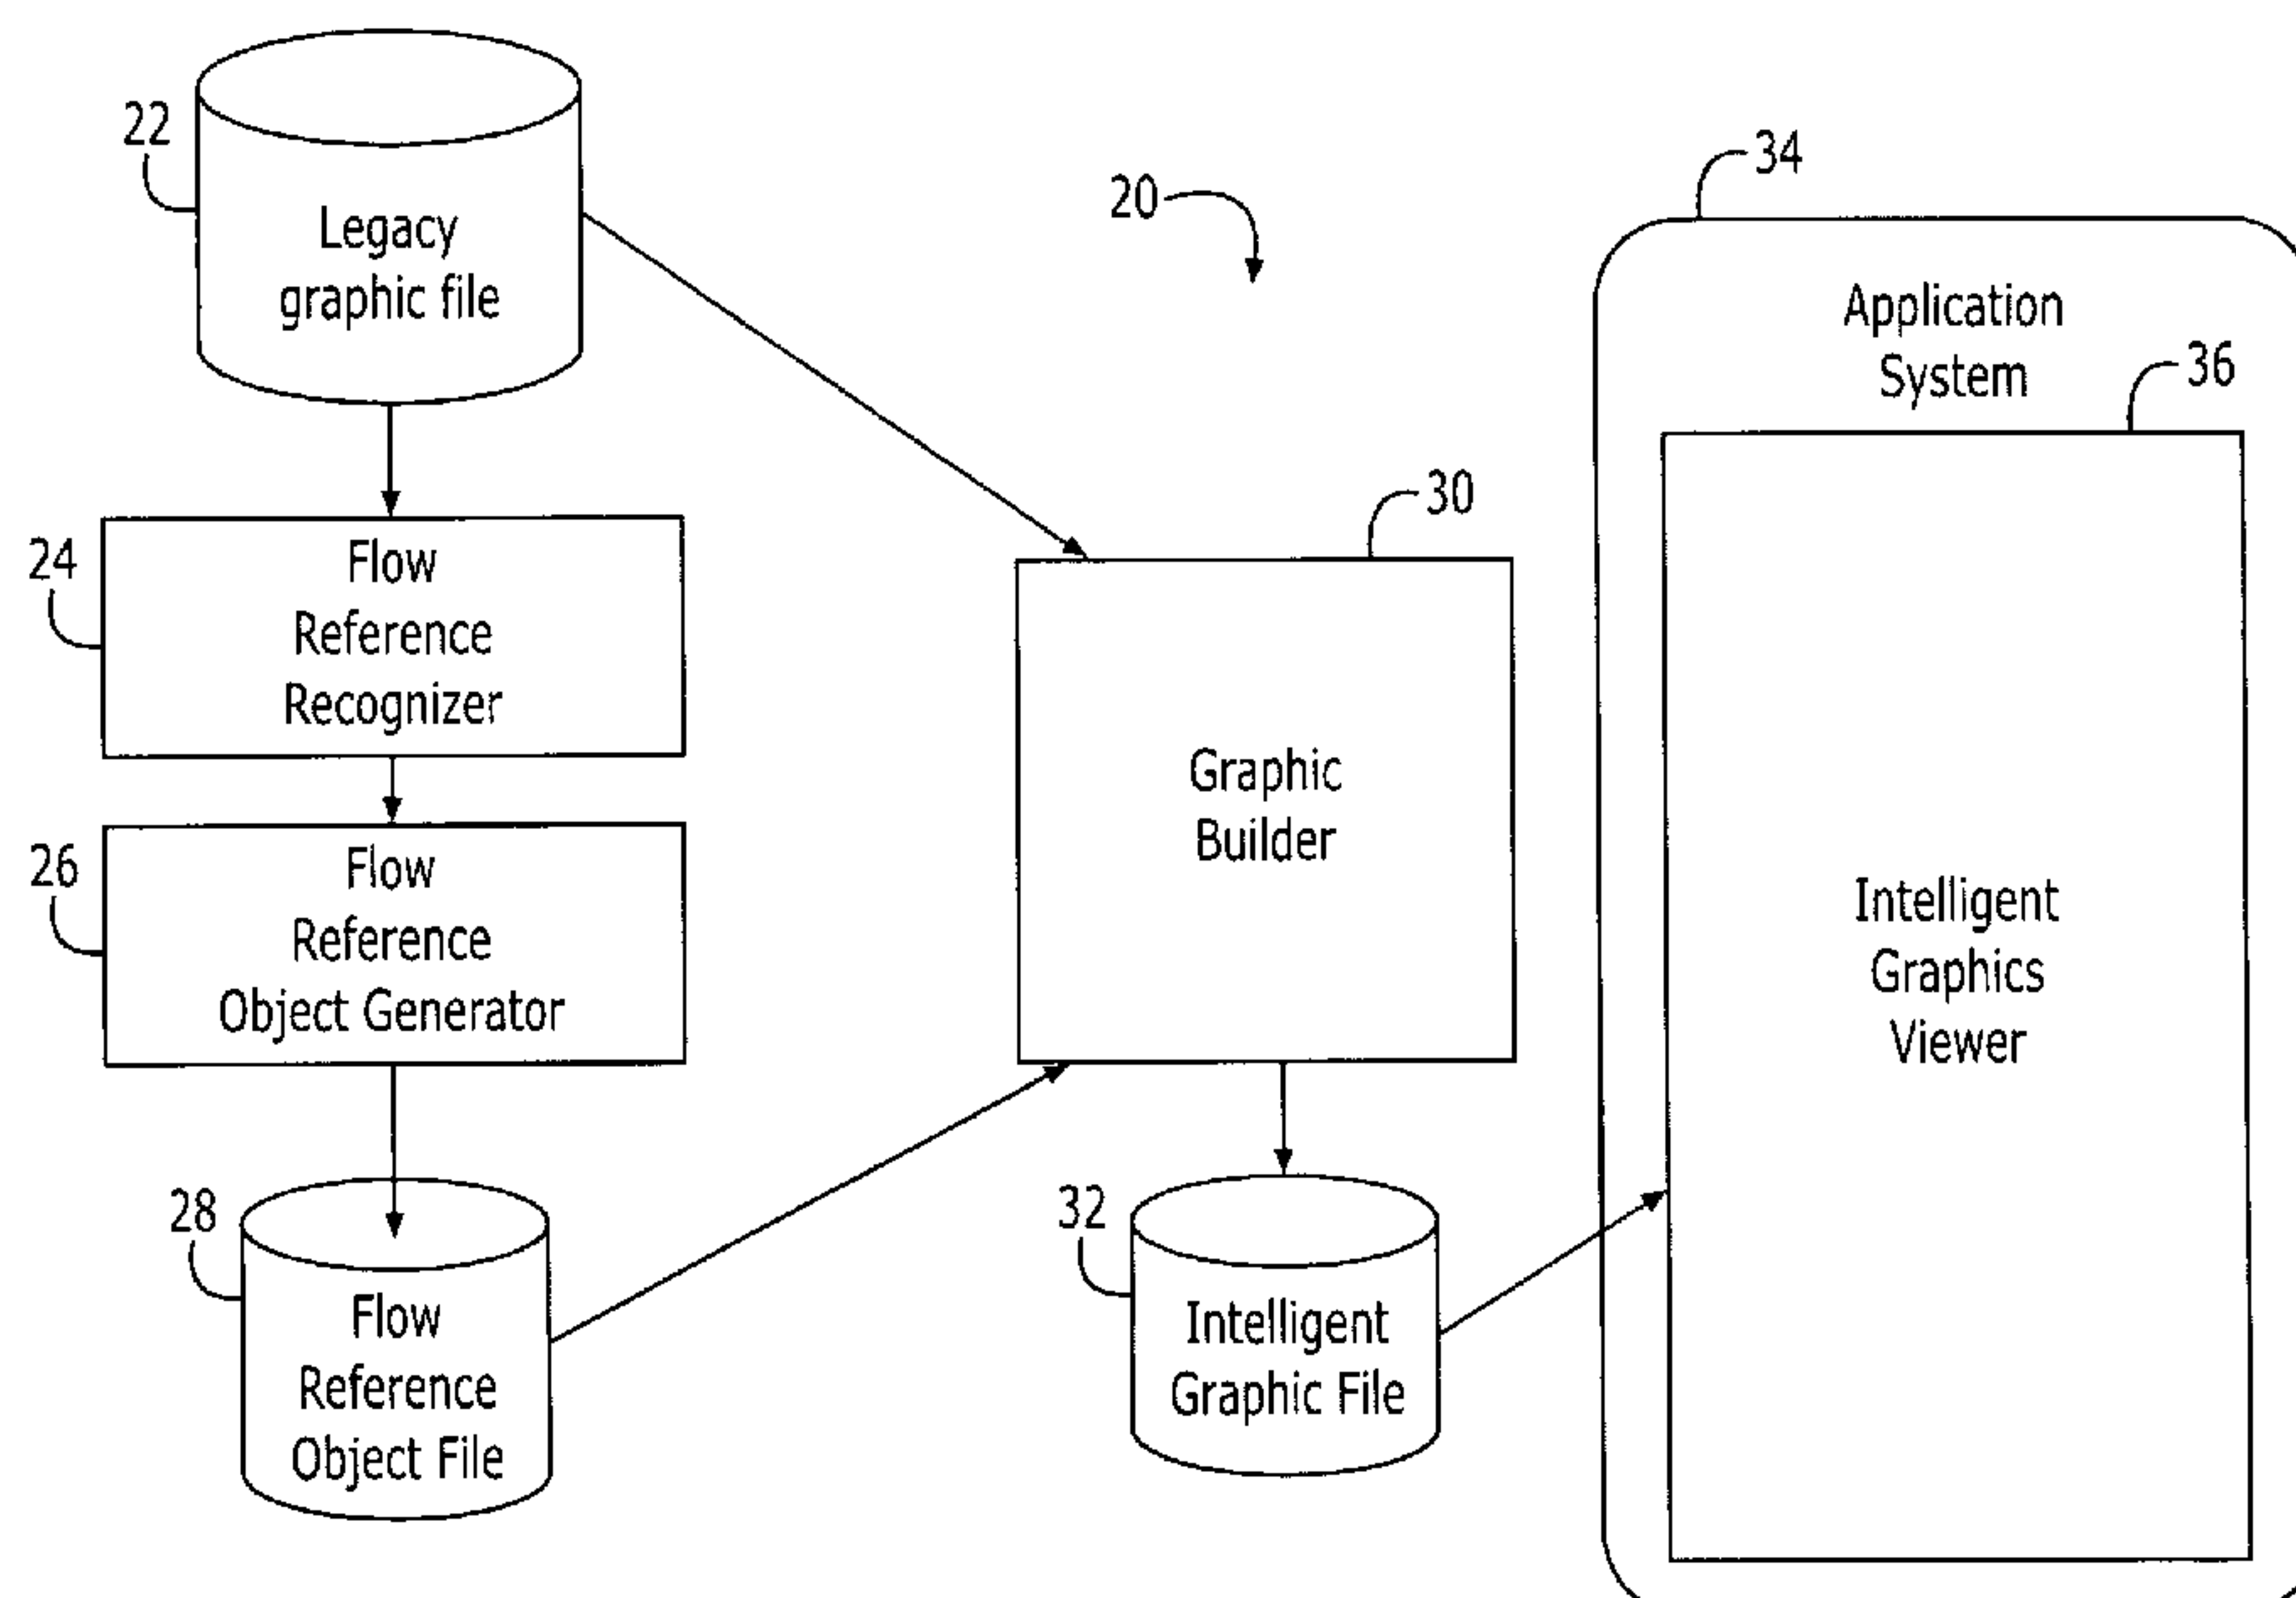 22
Legacy
graphic file
24
Flow
Reference
Recognizer
26
Flow
Reference
Object Generator
28
Flow
Reference
Object File
20
30
Graphic
Builder
32
Intelligent
Graphic File
34
Application
System
36
Intelligent
Graphics
Viewer